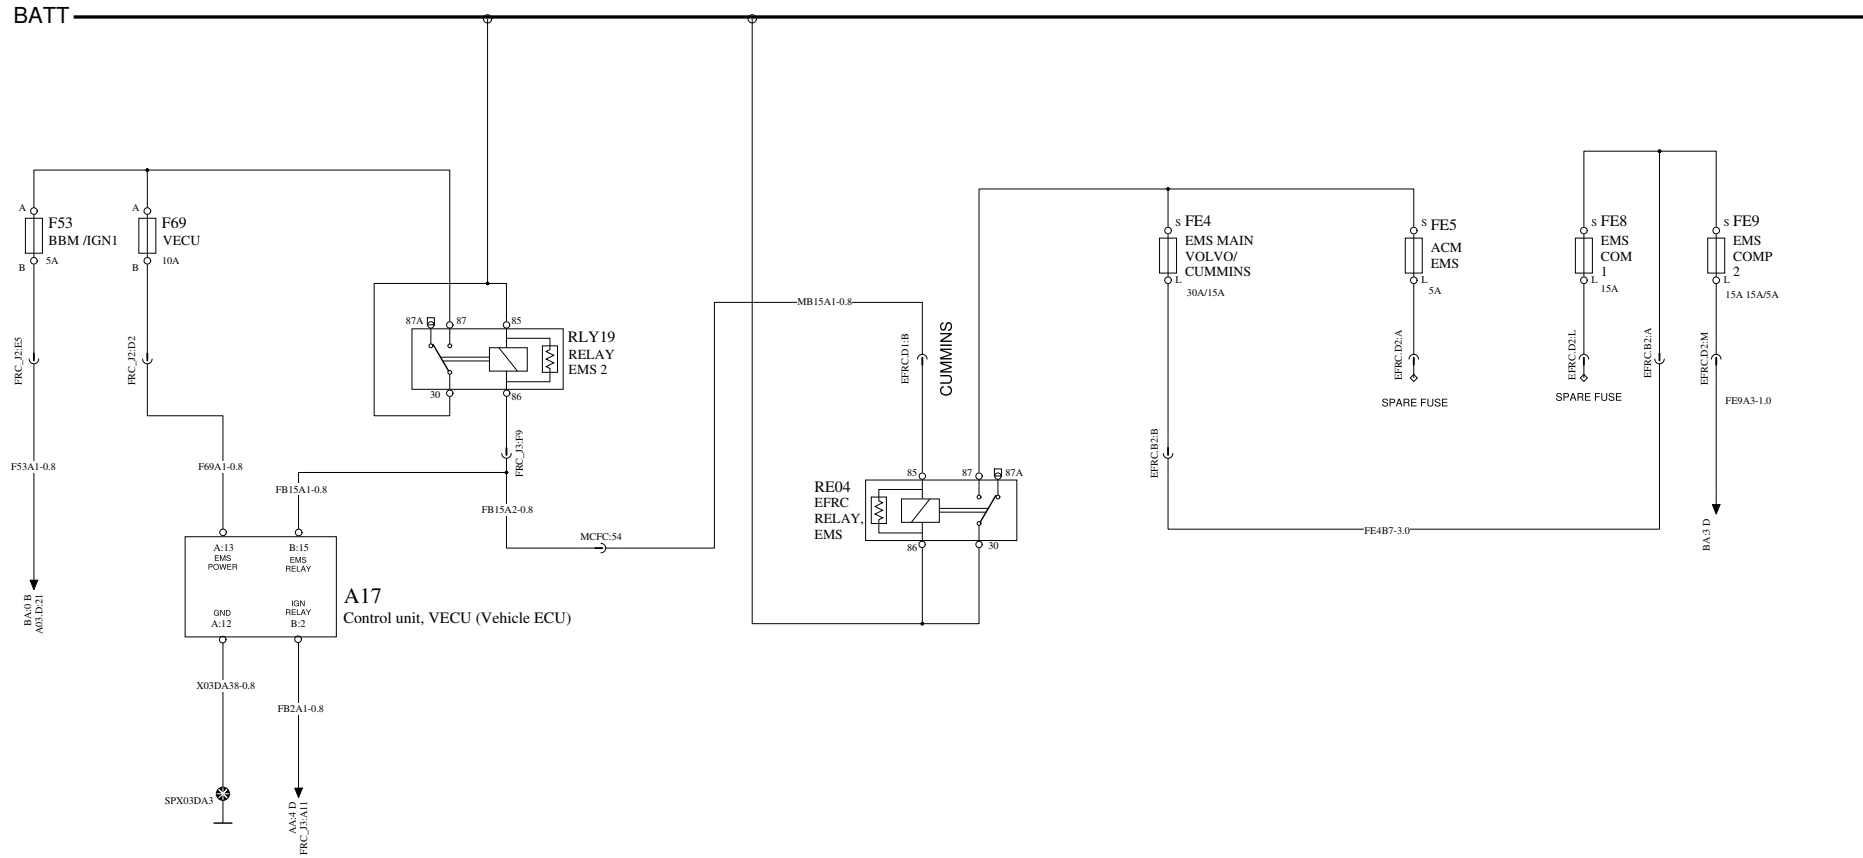 BATT
A
F53
BBM /IGN1
B
5A
A
F69
VECU
B
10A
FRC_J2:E5
FRC_J2:D2
F53A1-0.8
F69A1-0.8
BA:0 B
A03.D:21
87A
87
85
RLY19
RELAY
EMS 2
30
86
FRC_J3:F9
FB15A1-0.8
FB15A2-0.8
MCFC:54
MB15A1-0.8
A:13
EMS
POWER
B:15
EMS
RELAY
GND
A:12
IGN
RELAY
B:2
A17
Control unit, VECU (Vehicle ECU)
X03DA38-0.8
FB2A1-0.8
SPX03DA3
AA:4 D
FRC_J3:A11
EFRC.D1:B
CUMMINS
85
87
87A
RE04
EFRC
RELAY,
EMS
86
30
S FE4
EMS MAIN
VOLVO/
CUMMINS
L
30A/15A
S FE5
ACM
EMS
L
5A
S FE8
EMS
COM
1
L
15A
S FE9
EMS
COMP
2
L
15A 15A/5A
EFRC.D2:A
SPARE FUSE
EFRC.D2:L
SPARE FUSE
EFRC.B2:A
EFRC.D2:M
FE9A3-1.0
EFRC.B2:B
FE4B7-3.0
BA:3 D